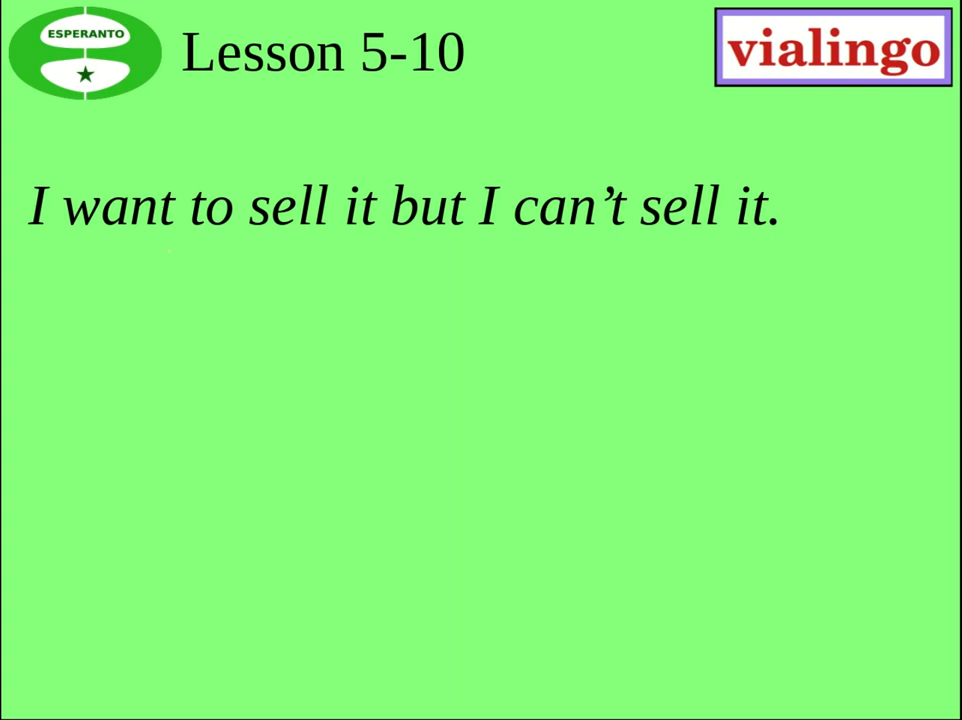 ESPERANTO
Lesson 5-10
vialingo
I want to sell it but I can’t sell it.